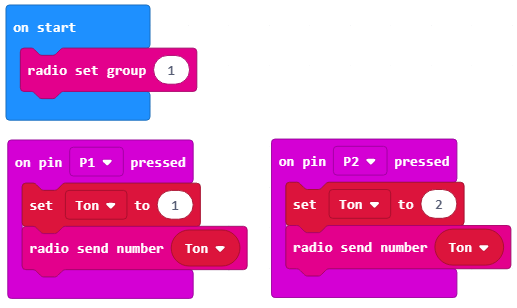 on start
radio set group 1
on pin P1 pressed
set Ton to 1
radio send number Ton
on pin P2 pressed
set Ton to 2
radio send number Ton